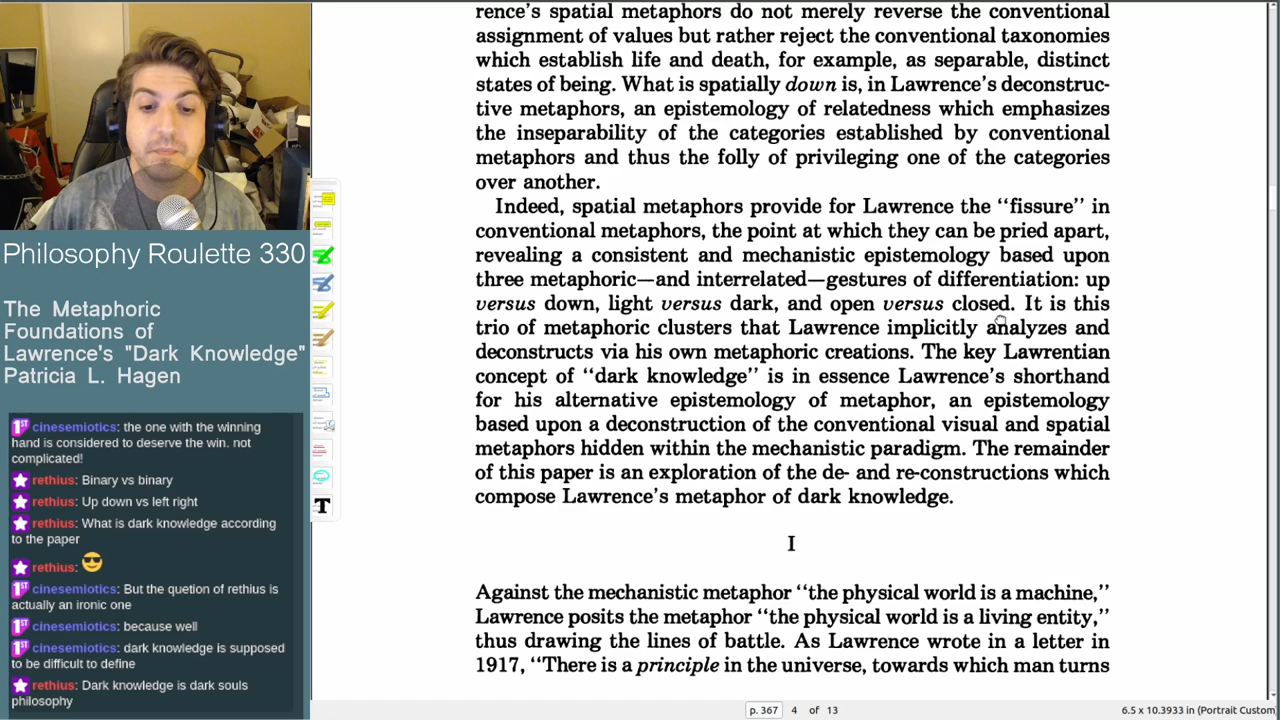 rence's spatial metaphors do not merely reverse the conventional
assignment of values but rather reject the conventional taxonomies
which establish life and death, for example, as separable, distinct
states of being. What is spatially down is, in Lawrence's deconstruc-
tive metaphors, an epistemology of relatedness which emphasizes
the inseparability of the categories established by conventional
metaphors and thus the folly of privileging one of the categories
over another.
Indeed, spatial metaphors provide for Lawrence the "fissure" in
conventional metaphors, the point at which they can be pried apart,
revealing a consistent and mechanistic epistemology based upon
three metaphoric—and interrelated—gestures of differentiation: up
versus down, light versus dark, and open versus closed. It is this
trio of metaphoric clusters that Lawrence implicitly analyzes and
deconstructs via his own metaphoric creations. The key Lawrentian
concept of "dark knowledge" is in essence Lawrence's shorthand
for his alternative epistemology of metaphor, an epistemology
based upon a deconstruction of the conventional visual and spatial
metaphors hidden within the mechanistic paradigm. The remainder
of this paper is an exploration of the de- and re-constructions which
compose Lawrence's metaphor of dark knowledge.
I
Against the mechanistic metaphor "the physical world is a machine,"
Lawrence posits the metaphor "the physical world is a living entity,"
thus drawing the lines of battle. As Lawrence wrote in a letter in
1917, "There is a principle in the universe, towards which man turns
Philosophy Roulette 330
The Metaphoric
Foundations of
Lawrence's "Dark Knowledge"
Patricia L. Hagen
cinesemiotics: the one with the winning
hand is considered to deserve the win. not
complicated!
rethius: Binary vs binary
rethius: Up down vs left right
rethius: What is dark knowledge according
to the paper
rethius:
cinesemiotics: But the quetion of rethius is
actually an ironic one
cinesemiotics: because well
cinesemiotics: dark knowledge is supposed
to be difficult to define
rethius: Dark knowledge is dark souls
philosophy
T
p. 367 4 of 13
6.5 x 10.3933 in (Portrait Custom